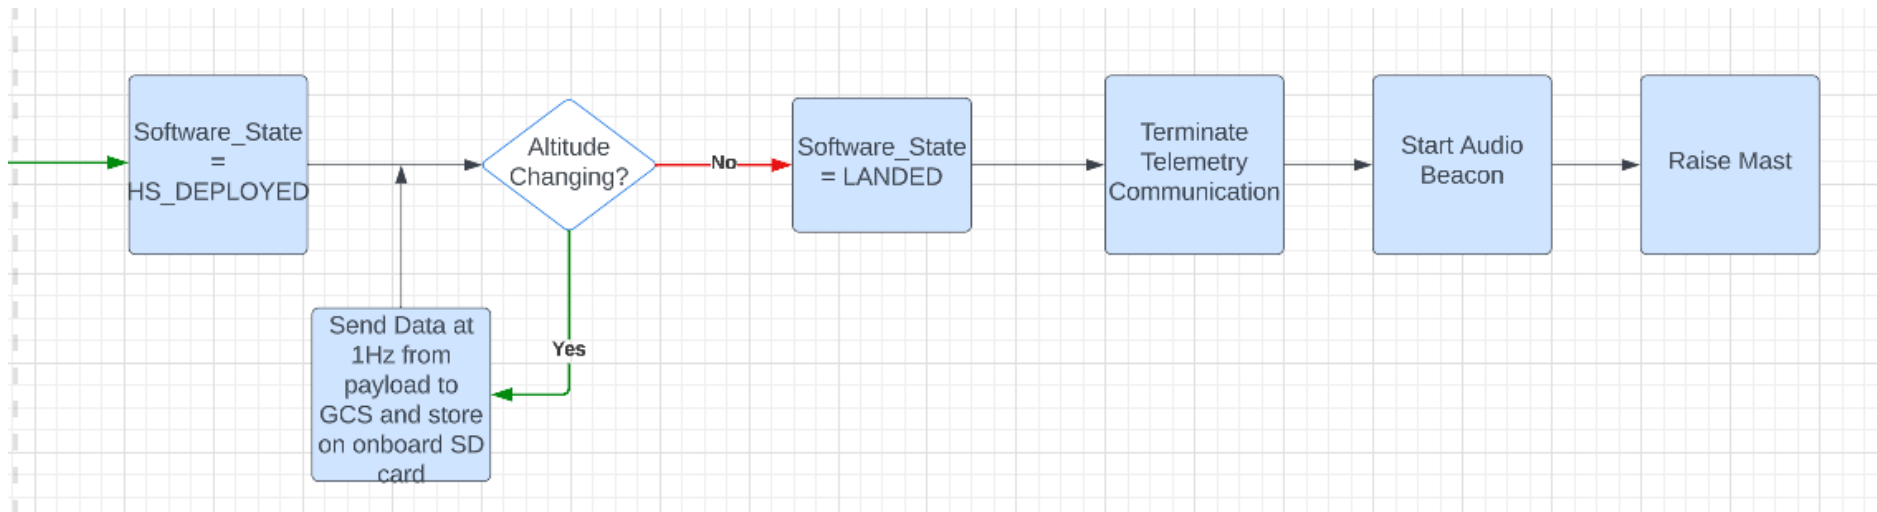 Software_State
=
HS_DEPLOYED
Altitude
Changing?
No
Software_State
= LANDED
Terminate
Telemetry
Communication
Start Audio
Beacon
Raise Mast
Yes
Send Data at
1Hz from
payload to
GCS and store
on onboard SD
card